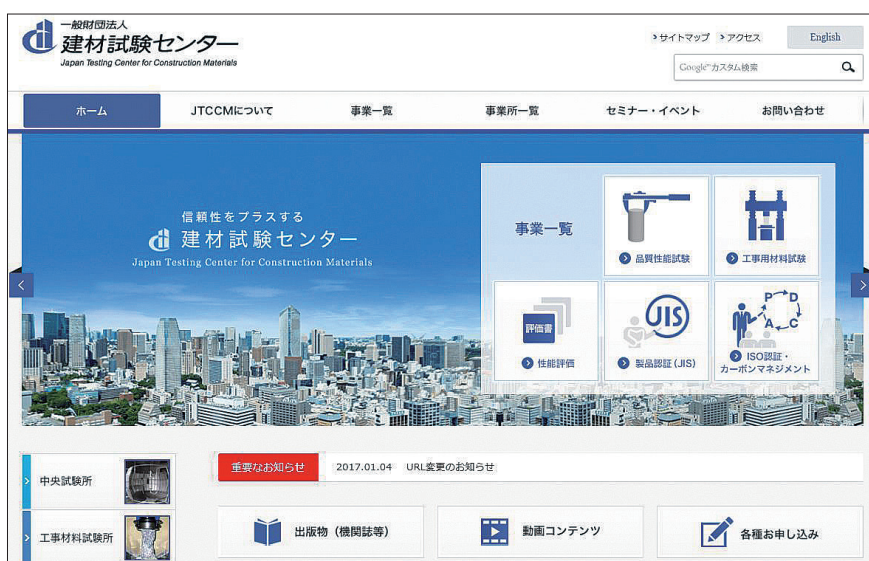 一般財団法人
建材試験センター
Japan Testing Center for Construction Materials
サイトマップ
アクセス
English
Google™カスタム検索
ホーム
JTCCMについて
事業一覧
事業所一覧
セミナー・イベント
お問い合わせ
信頼性をプラスする
建材試験センター
Japan Testing Center for Construction Materials
事業一覧
品質性能試験
工事用材料試験
評価書
性能評価
JIS
製品認証(JIS)
P D
A C
ISO認証・
カーボンマネジメント
中央試験所
工事材料試験所
重要なお知らせ
2017.01.04 URL変更のお知らせ
出版物(機関誌等)
動画コンテンツ
各種お申し込み